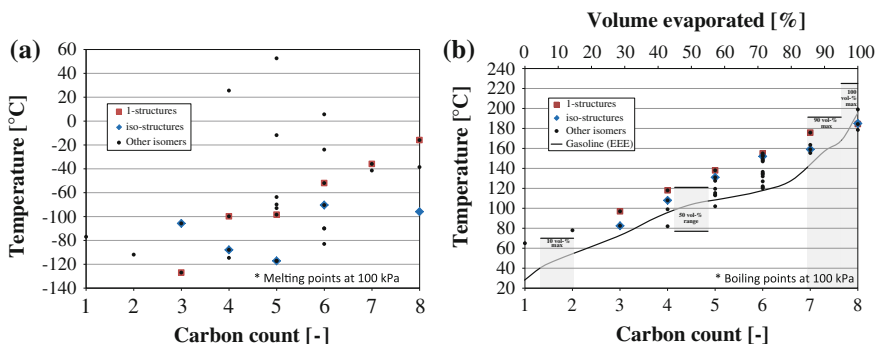 (a)
Temperature [°C]
60
40
20
0
-20
-40
-60
-100
-80
-120
-140
1-structures
iso-structures
Other isomers
* Melting points at 100 kPa
1 2 3 4 5 6 7 8
Carbon count [-]
(b)
Volume evaporated [%]
0 10 20 30 40 50 60 70 80 90 100
Temperature [°C]
240
220
200
180
160
140
120
100
80
60
40
20
1-structures
iso-structures
Other isomers
Gasoline (EEE)
10 vol-%
max
50 vol-%
range
90 vol-%
max
100
vol-%
max
* Boiling points at 100 kPa
1 2 3 4 5 6 7 8
Carbon count [-]